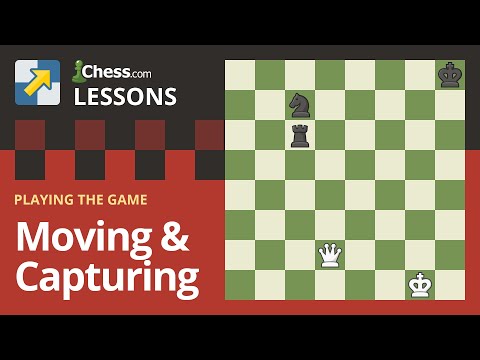 Chess.com
LESSONS
PLAYING THE GAME
Moving &
Capturing